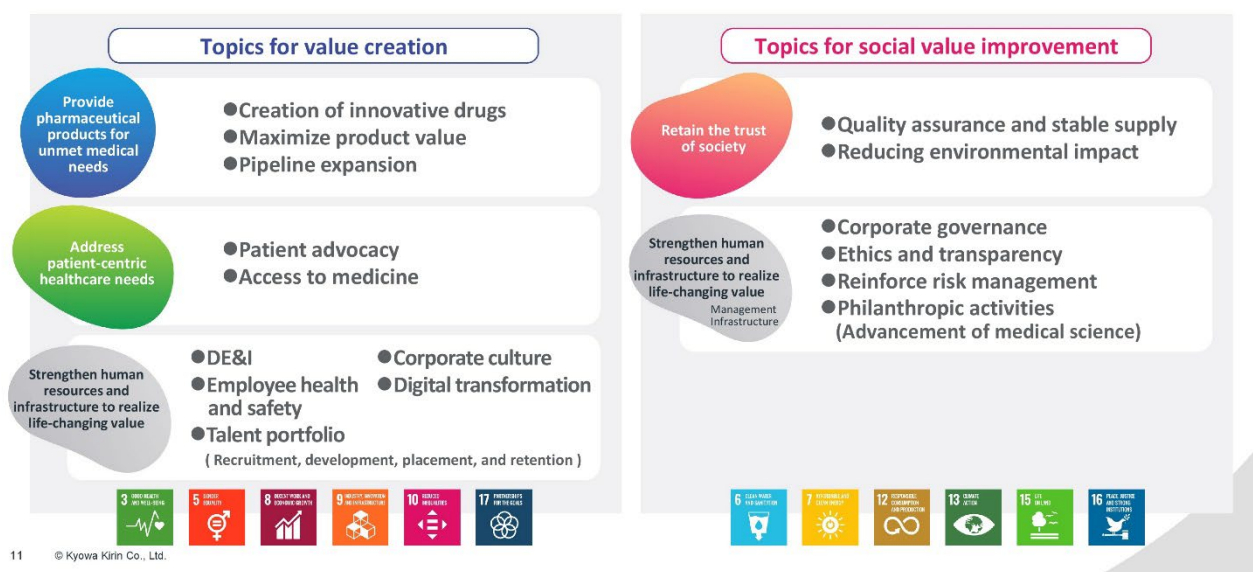 Topics for value creation
Provide
pharmaceutical
products for
unmet medical
needs
●Creation of innovative drugs
●Maximize product value
●Pipeline expansion
Address
patient-centric
healthcare needs
●Patient advocacy
●Access to medicine
Strengthen human
resources and
infrastructure to realize
life-changing value
●DE&I
●Employee health
and safety
●Talent portfolio
( Recruitment, development, placement, and retention )
●Corporate culture
●Digital transformation
3 GOOD HEALTH
AND WELL-BEING
5 GENDER
EQUALITY
8 DECENT WORK AND
ECONOMIC GROWTH
9 INDUSTRY, INNOVATION
AND INFRASTRUCTURE
10 REDUCED
INEQUALITIES
17 PARTNERSHIPS
FOR THE GOALS
Topics for social value improvement
Retain the trust
of society
●Quality assurance and stable supply
●Reducing environmental impact
Strengthen human
resources and
infrastructure to realize
life-changing value
Management
Infrastructure
●Corporate governance
●Ethics and transparency
●Reinforce risk management
●Philanthropic activities
(Advancement of medical science)
6 CLEAN WATER
AND SANITATION
7 AFFORDABLE AND
CLEAN ENERGY
12 RESPONSIBLE
CONSUMPTION
AND PRODUCTION
13 CLIMATE
ACTION
15 LIFE
ON LAND
16 PEACE, JUSTICE
AND STRONG
INSTITUTIONS
11 © Kyowa Kirin Co., Ltd.